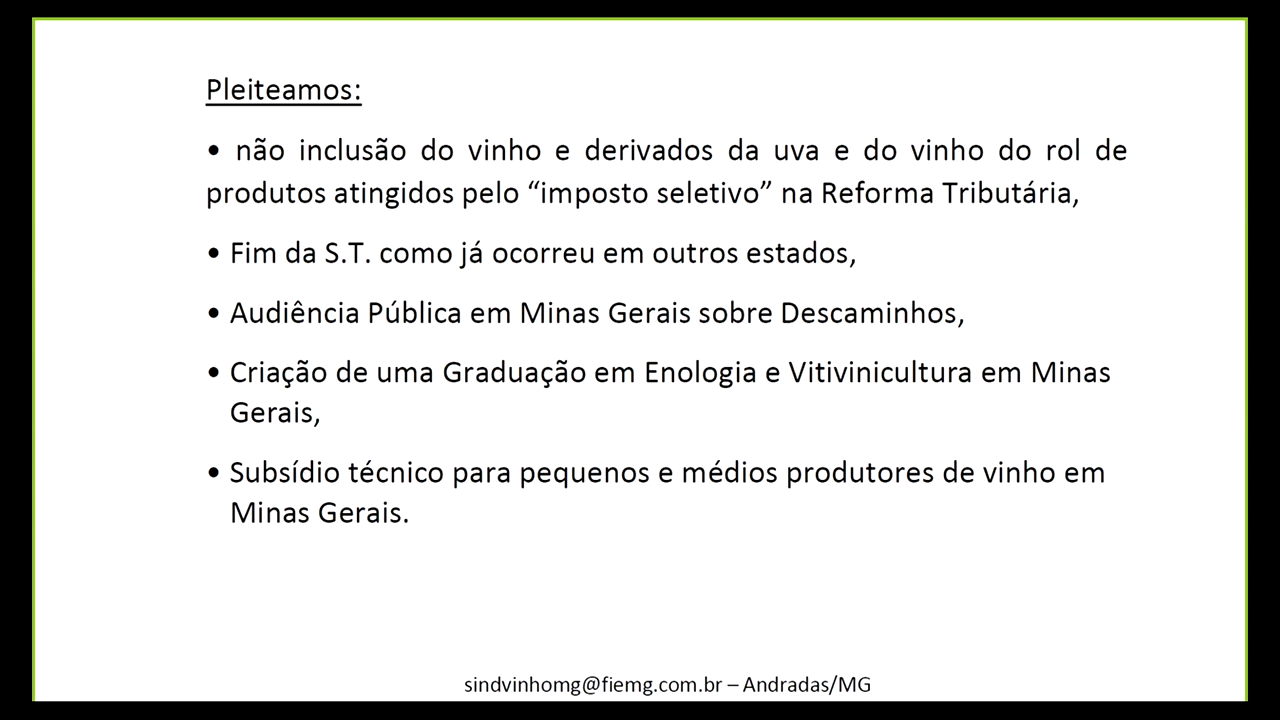 Pleiteamos:
• não inclusão do vinho e derivados da uva e do vinho do rol de
produtos atingidos pelo “imposto seletivo” na Reforma Tributária,
• Fim da S.T. como já ocorreu em outros estados,
• Audiência Pública em Minas Gerais sobre Descaminhos,
• Criação de uma Graduação em Enologia e Vitivinicultura em Minas
Gerais,
• Subsídio técnico para pequenos e médios produtores de vinho em
Minas Gerais.
sindvinhomg@fiemg.com.br – Andradas/MG